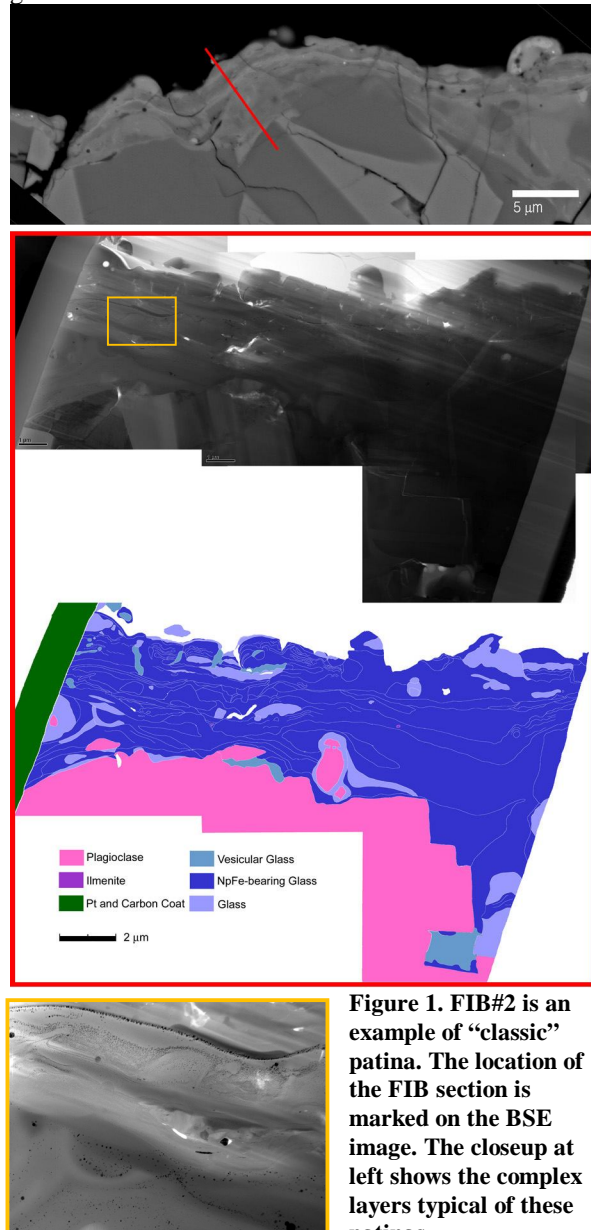 5 µm
Plagioclase
Ilmenite
Pt and Carbon Coat
Vesicular Glass
NpFe-bearing Glass
Glass
2 µm
Figure 1. FIB#2 is an
example of “classic”
patina. The location of
the FIB section is
marked on the BSE
image. The closeup at
left shows the complex
layers typical of these